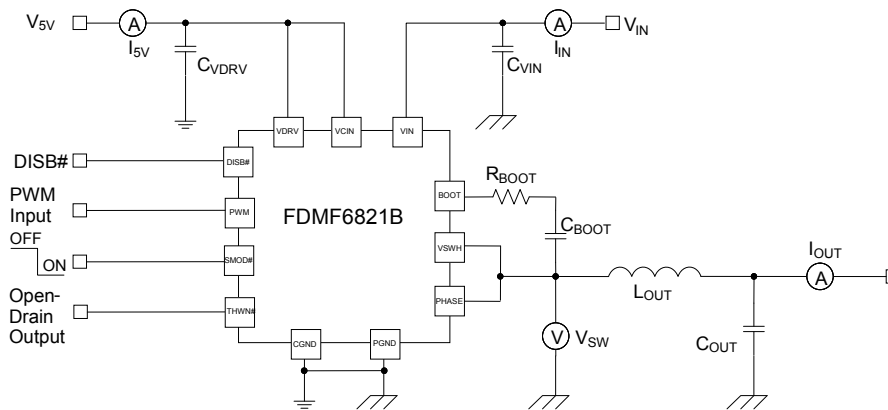 V5V
A
I5V
CVDRV
CVIN
A
IIN
VIN
VDRV
VCIN
VIN
DISB#
DISB#
PWM
Input
PWM
OFF
ON
SMOD#
Open-
Drain
Output
THWN#
FDMF6821B
BOOT
RBOOT
CBOOT
VSWH
PHASE
CGND
PGND
V
VSW
LOUT
IOUT
A
COUT